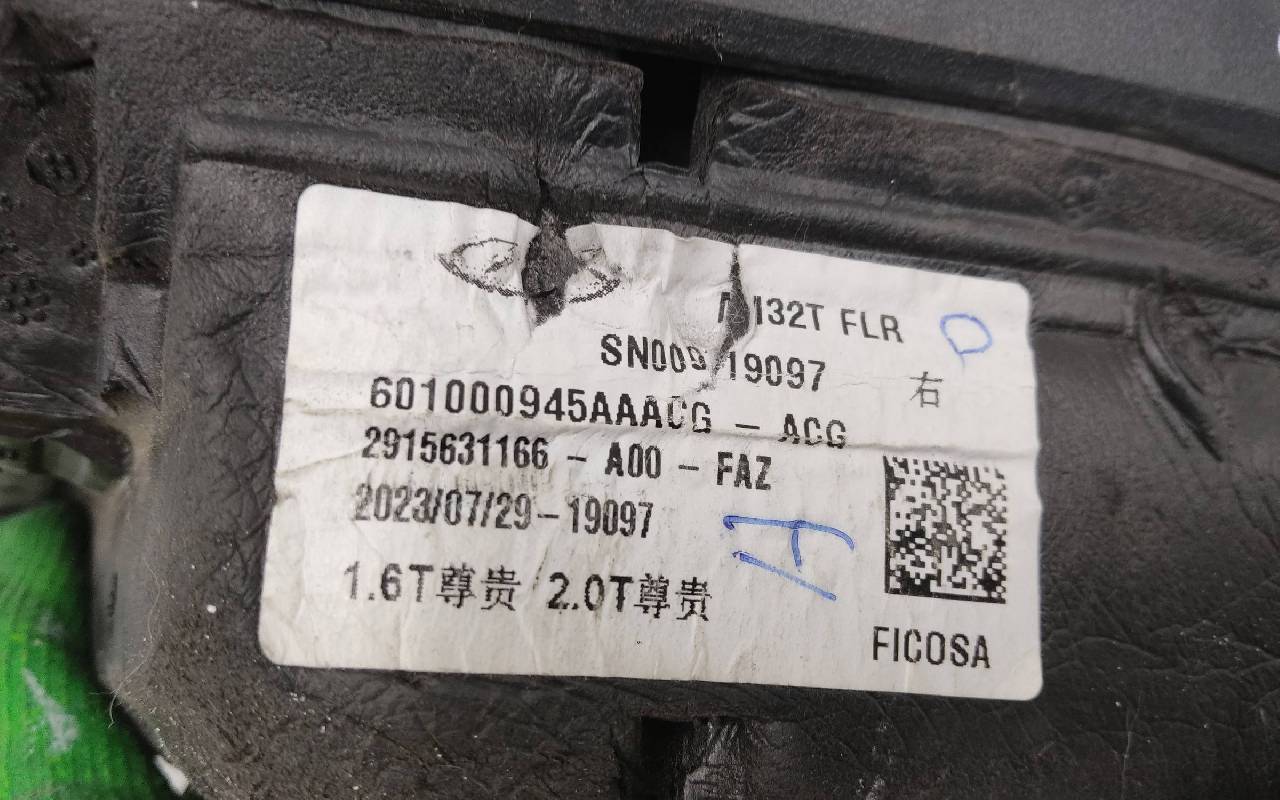 132T FLR
SN009 19097
右
601000945AAACG - ACG
2915631166 - A00 - FAZ
2023/07/29-19097
1.6T尊贵 2.0T尊贵
FICOSA